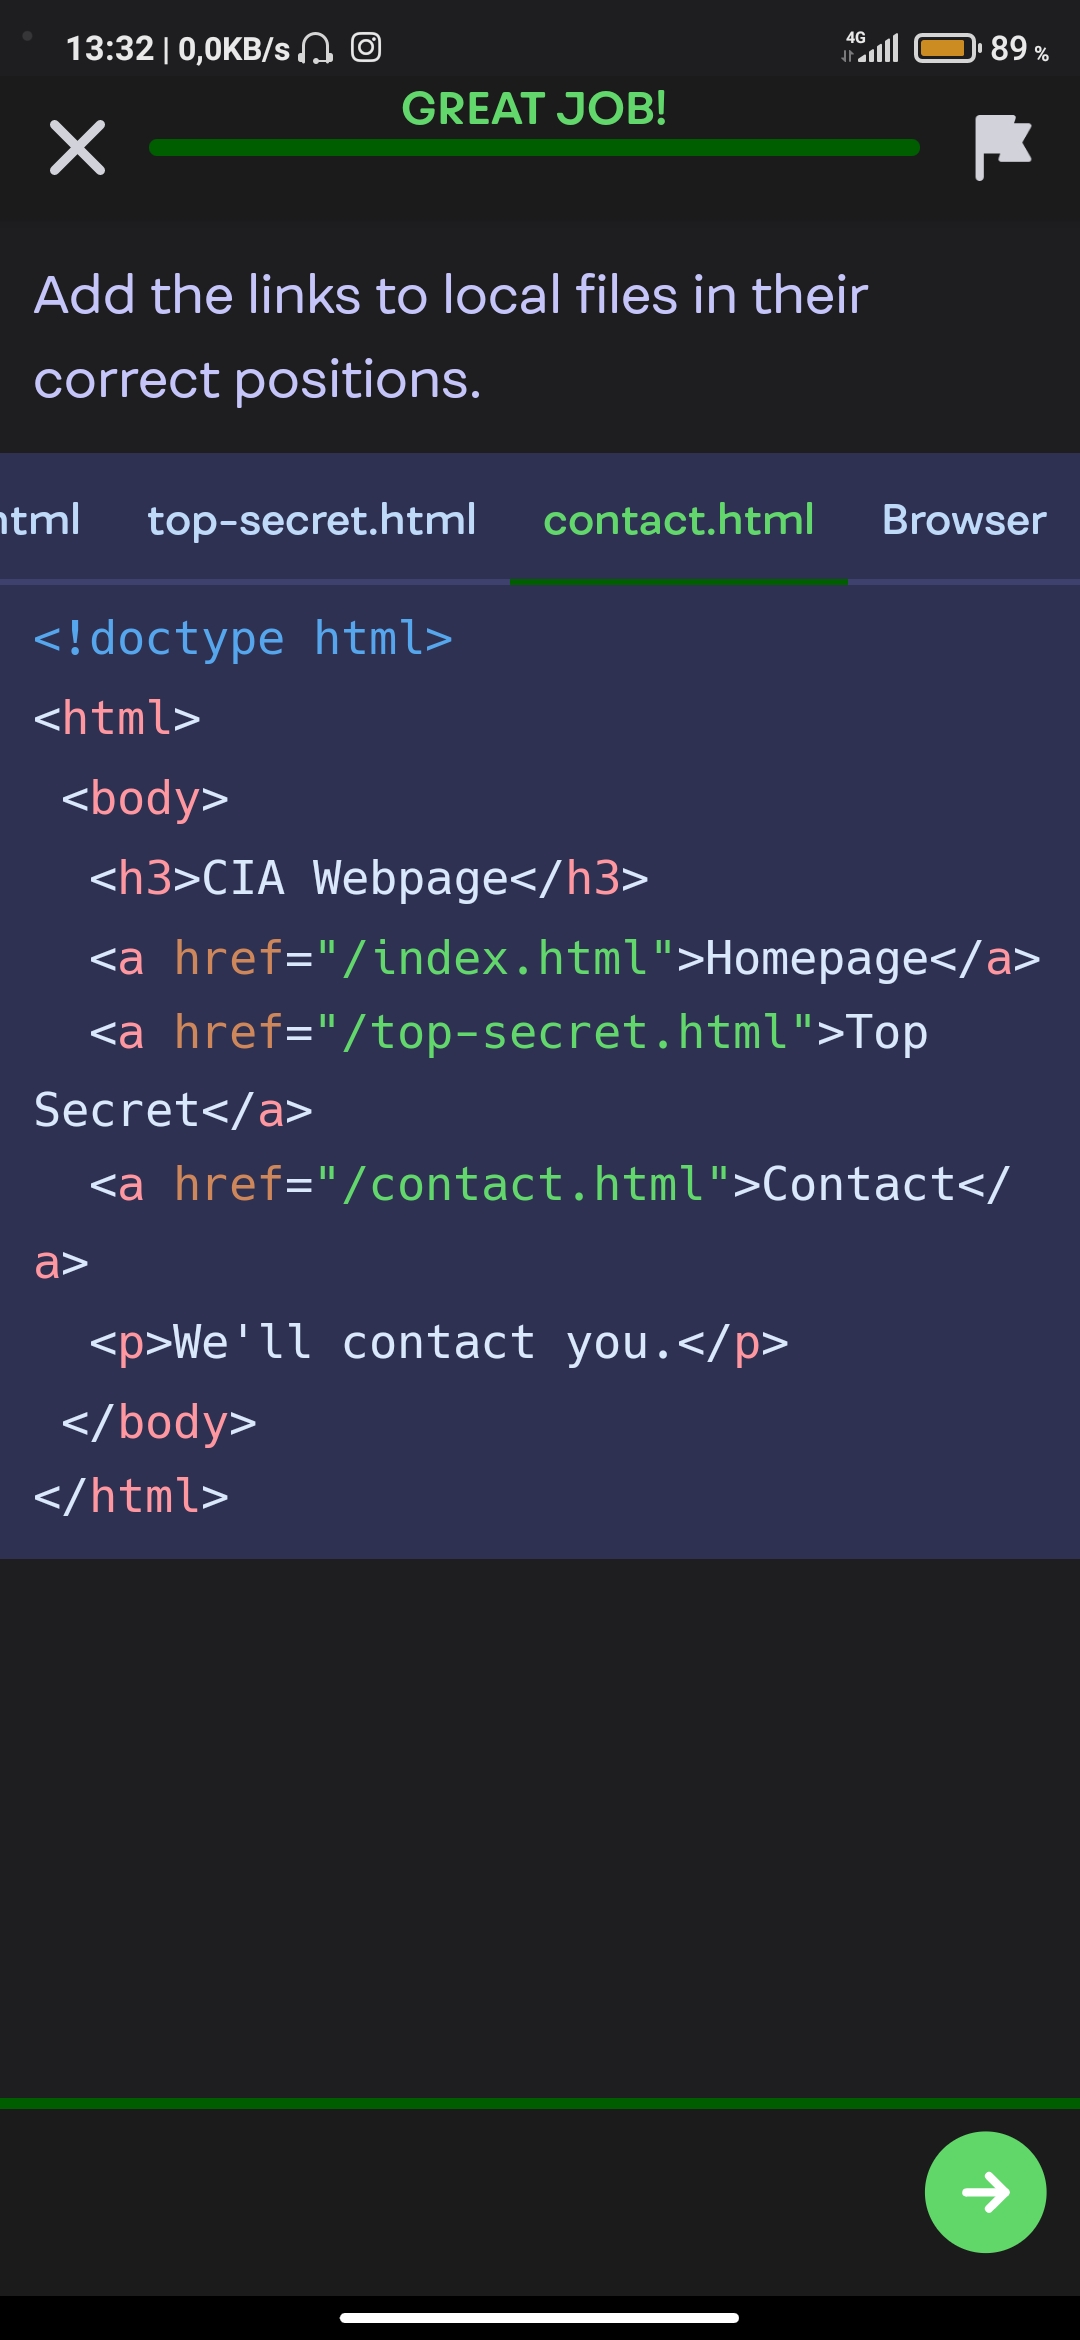 13:32 | 0,0KB/s 4G 89 %
GREAT JOB!
Add the links to local files in their
correct positions.
html top-secret.html contact.html Browser
<!doctype html>
<html>
<body>
<h3>CIA Webpage</h3>
<a href="/index.html">Homepage</a>
<a href="/top-secret.html">Top
Secret</a>
<a href="/contact.html">Contact</
a>
<p>We'll contact you.</p>
</body>
</html>